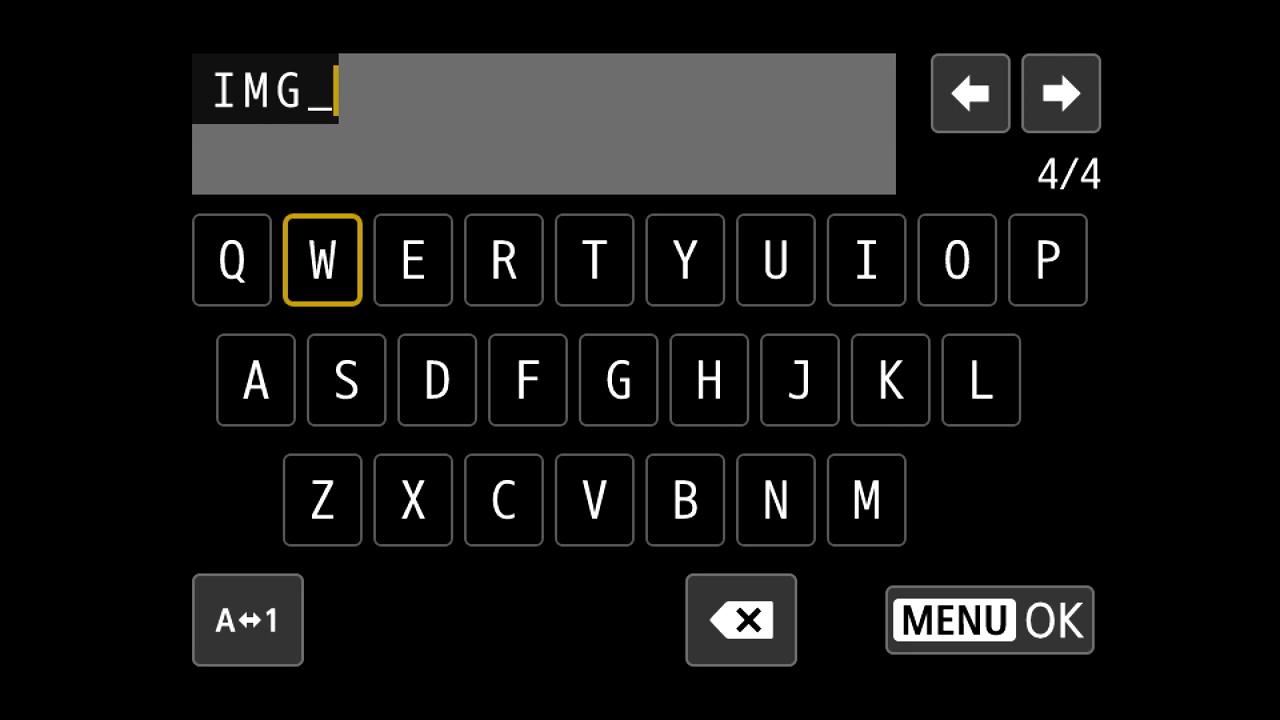 IMG_
4/4
Q W E R T Y U I O P
A S D F G H J K L
Z X C V B N M
A↔1
MENU OK